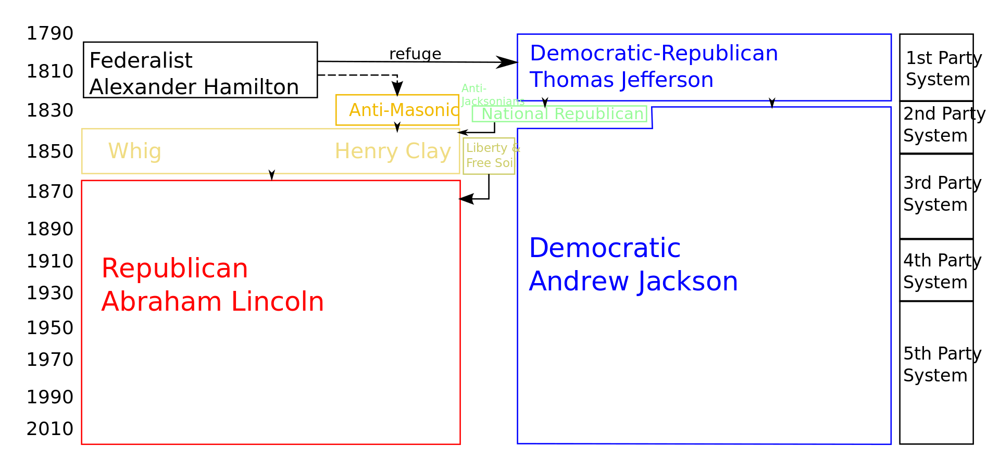 1790
1810
1830
1850
1870
1890
1910
1930
1950
1970
1990
2010
Federalist
Alexander Hamilton
refuge
Democratic-Republican
Thomas Jefferson
Anti-Masonic
Anti-
Jacksonians
National Republican
Whig
Henry Clay
Liberty &
Free Soi
Republican
Abraham Lincoln
Democratic
Andrew Jackson
1st Party
System
2nd Party
System
3rd Party
System
4th Party
System
5th Party
System